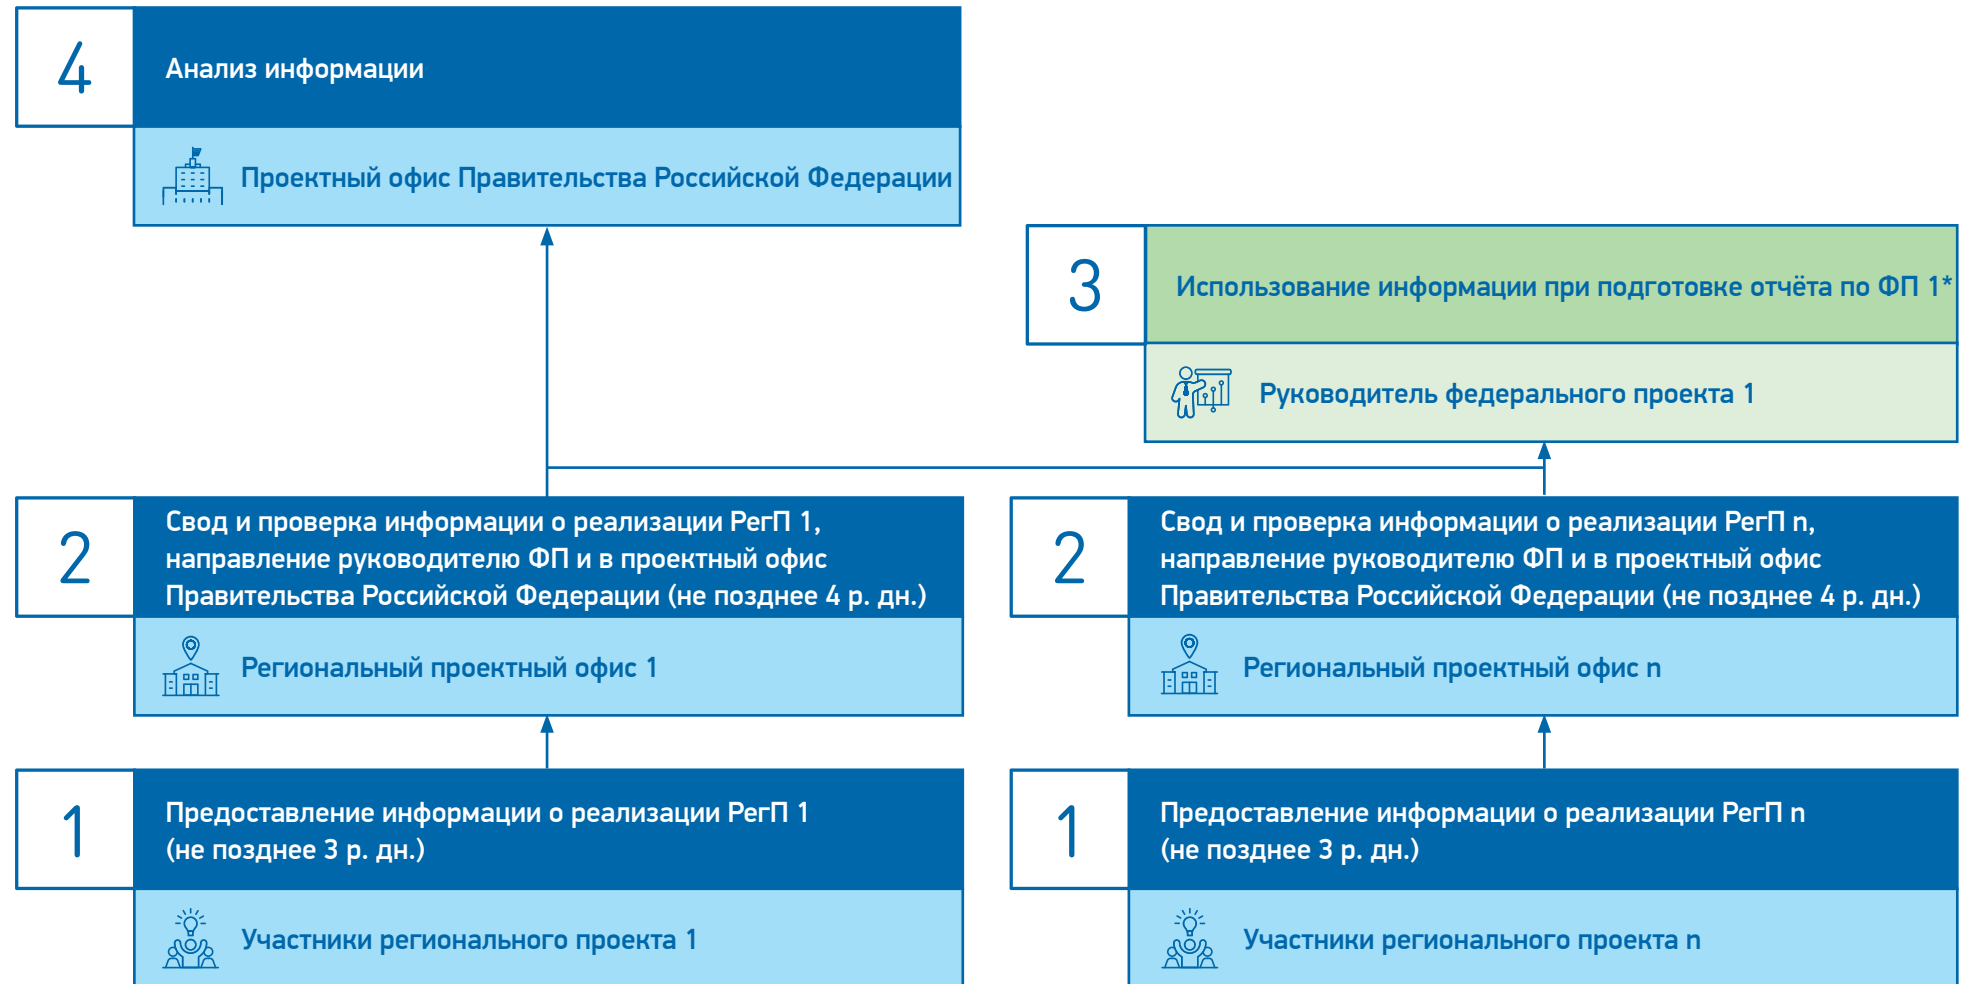 4
Анализ информации
Проектный офис Правительства Российской Федерации
3
Использование информации при подготовке отчёта по ФП 1*
Руководитель федерального проекта 1
2
Свод и проверка информации о реализации РегП 1,
направление руководителю ФП и в проектный офис
Правительства Российской Федерации (не позднее 4 р. дн.)
Региональный проектный офис 1
2
Свод и проверка информации о реализации РегП n,
направление руководителю ФП и в проектный офис
Правительства Российской Федерации (не позднее 4 р. дн.)
Региональный проектный офис n
1
Предоставление информации о реализации РегП 1
(не позднее 3 р. дн.)
Участники регионального проекта 1
1
Предоставление информации о реализации РегП n
(не позднее 3 р. дн.)
Участники регионального проекта n